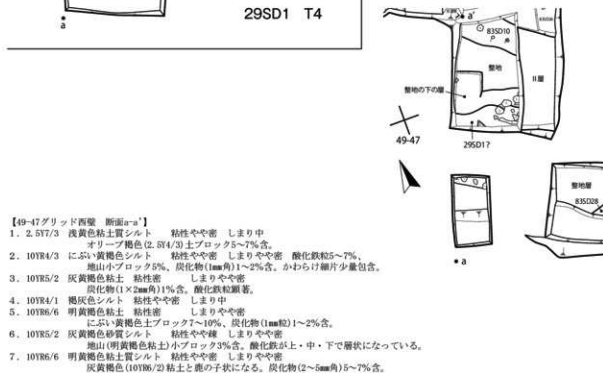 a
29SD1 T4
a'
83SD10
整地
II層
整地の下の層
49-47
29SD17
整地層
83SD28
a
【49-47グリッド西壁 断面a-a'】
1. 2.5Y7/3 浅黄色粘土質シルト 粘性やや密 しまり中
オリーブ褐色(2.5Y4/3)土ブロック5~7%含。
2. 10YR4/3 にぶい黄褐色シルト 粘性やや密 しまりやや密 酸化鉄粒5~7%、
地山小ブロック5%、炭化物(1mm角)1~2%含。かわらけ細片少量包含。
3. 10YR5/2 灰黄褐色粘土 粘性密 しまりやや密
炭化物(1×2mm角)1%含。酸化鉄粒顕著。
4. 10YR4/1 褐灰色シルト 粘性やや密 しまり中
5. 10YR6/6 明黄褐色粘土 粘性密 しまりやや密
にぶい黄褐色土ブロック7~10%、炭化物(1mm粒)1~2%含。
6. 10YR5/2 灰黄褐色砂質シルト 粘性やや疎 しまりやや密
地山(明黄褐色粘土)小ブロック3%含。酸化鉄が上・中・下で層状になっている。
7. 10YR6/6 明黄褐色粘土質シルト 粘性やや密 しまりやや密
灰黄褐色(10YR6/2)粘土と鹿の子状になる。炭化物(2~5mm角)5~7%含。